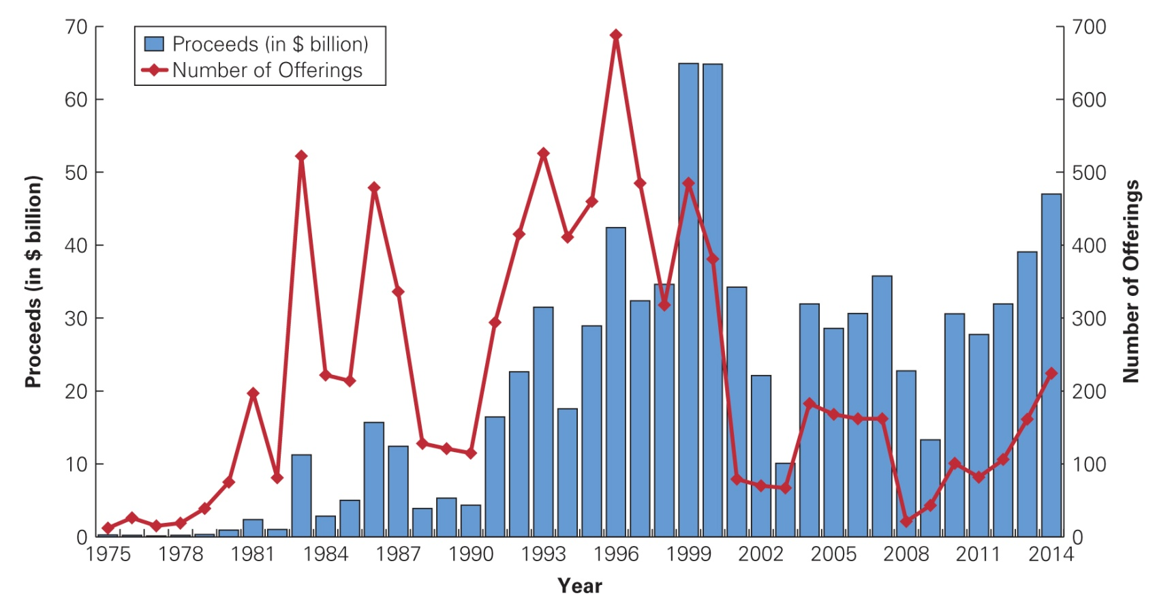 70
60
50
40
30
20
10
0
Proceeds (in $ billion)
Proceeds (in $ billion)
Number of Offerings
700
600
500
400
300
200
100
0
Number of Offerings
1975 1978 1981 1984 1987 1990 1993 1996 1999 2002 2005 2008 2011 2014
Year